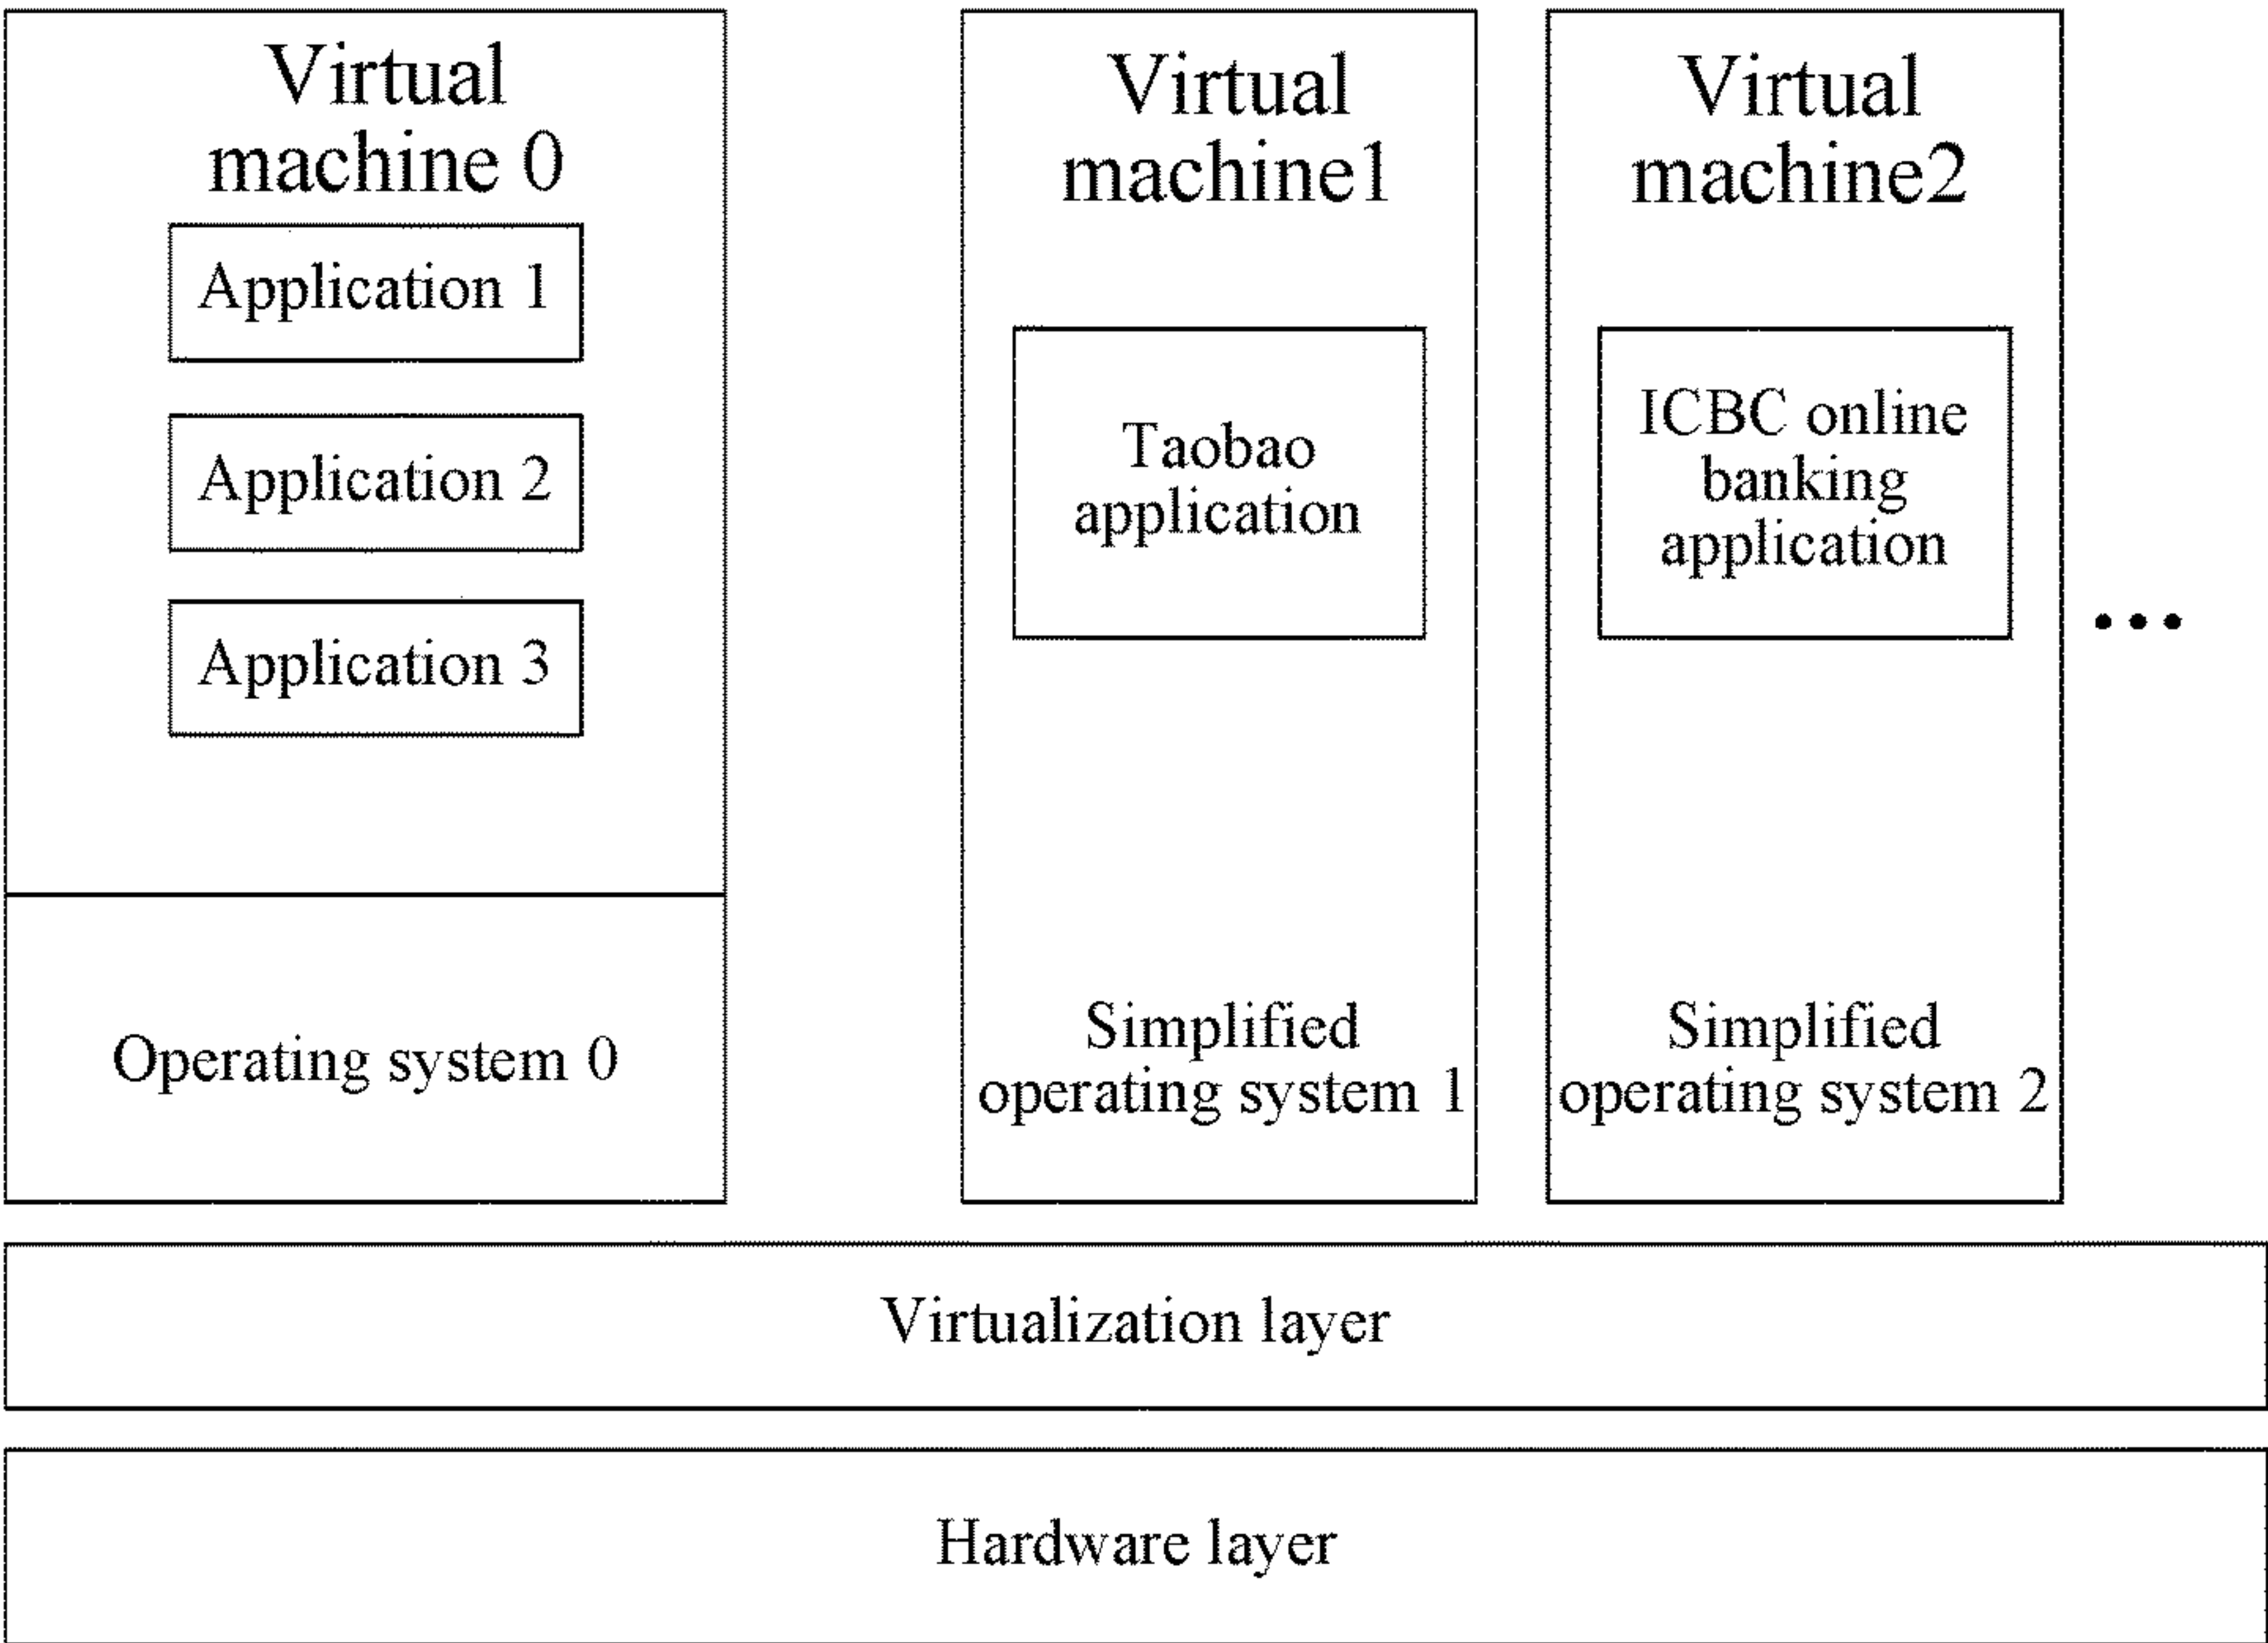 Virtual
machine 0
Application 1
Application 2
Application 3
Operating system 0
Virtual
machine1
Taobao
application
Simplified
operating system 1
Virtual
machine2
ICBC online
banking
application
Simplified
operating system 2
...
Virtualization layer
Hardware layer